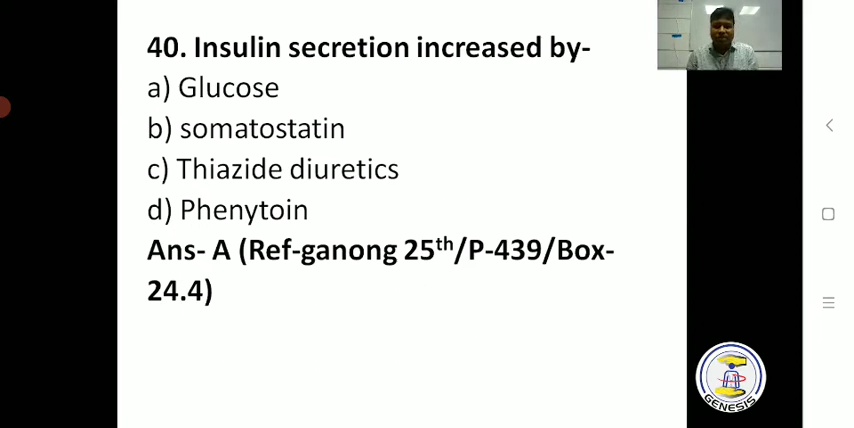 40. Insulin secretion increased by-
a) Glucose
b) somatostatin
c) Thiazide diuretics
d) Phenytoin
Ans- A (Ref-ganong 25th/P-439/Box-
24.4)
GENESIS